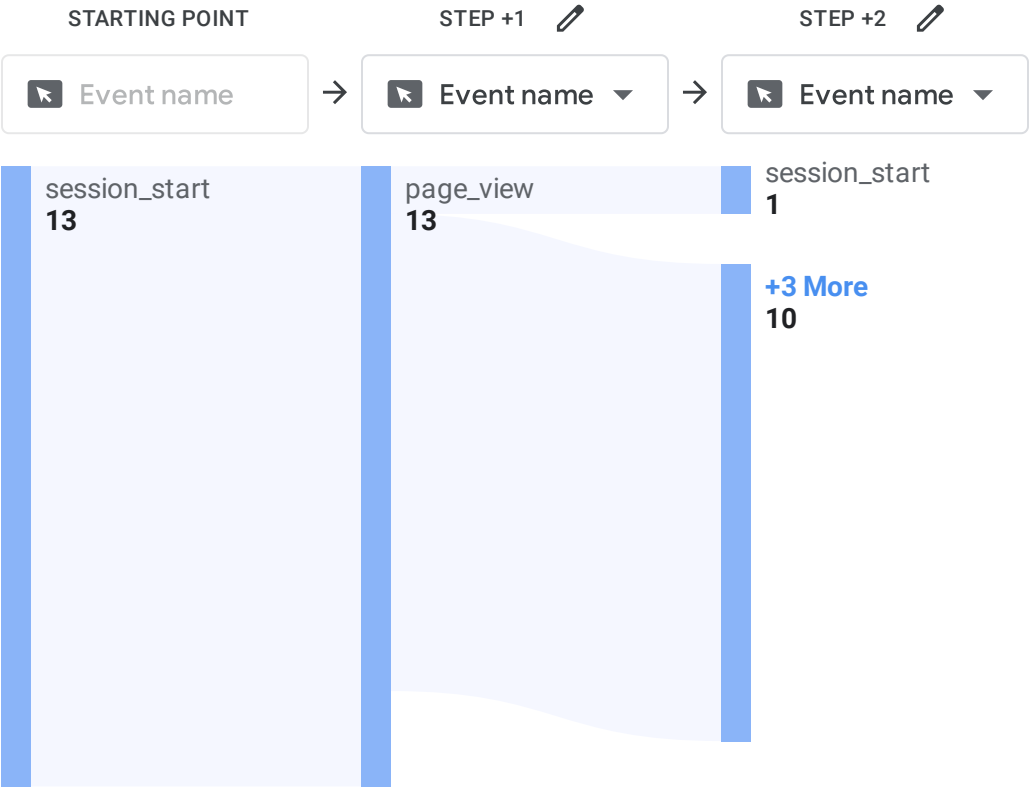 STARTING POINT
STEP +1
STEP +2
Event name
Event name
Event name
session_start
13
page_view
13
session_start
1
+3 More
10